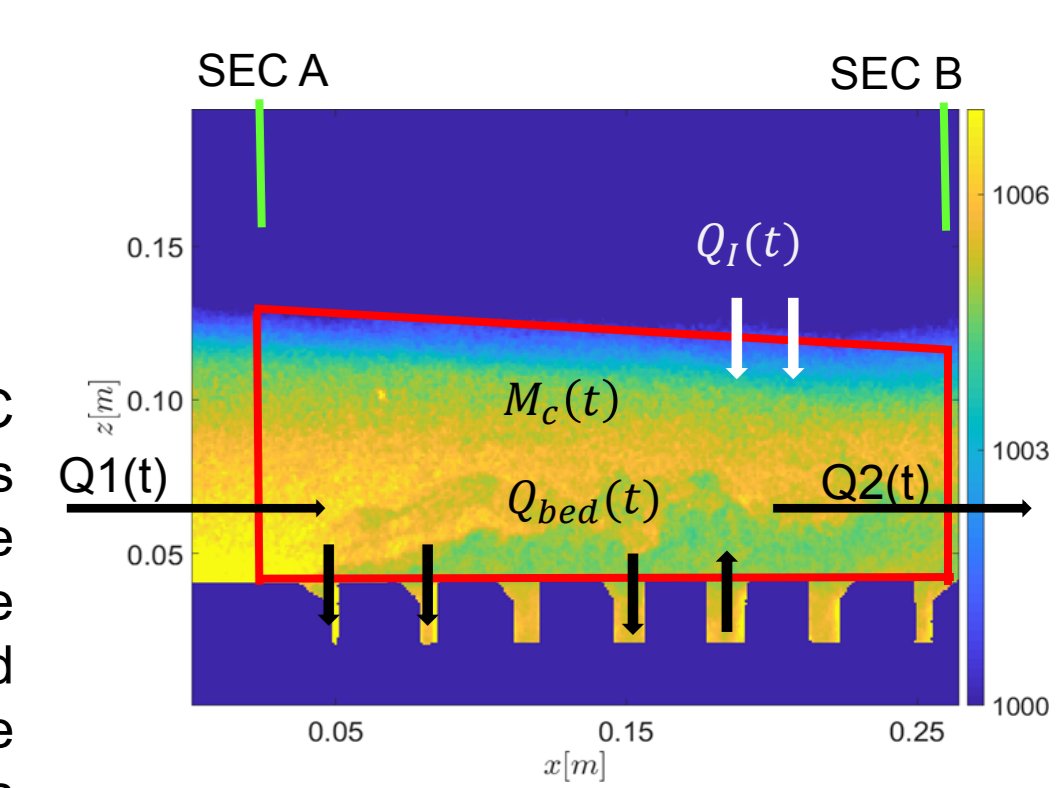 SEC A
SEC B
1006
0.15
Q_I(t)
z[m]
0.10
M_c(t)
C
s
Q1(t)
Q_bed(t)
Q2(t)
1003
e
0.05
e
d
e
1000
0.05
0.15
0.25
x[m]